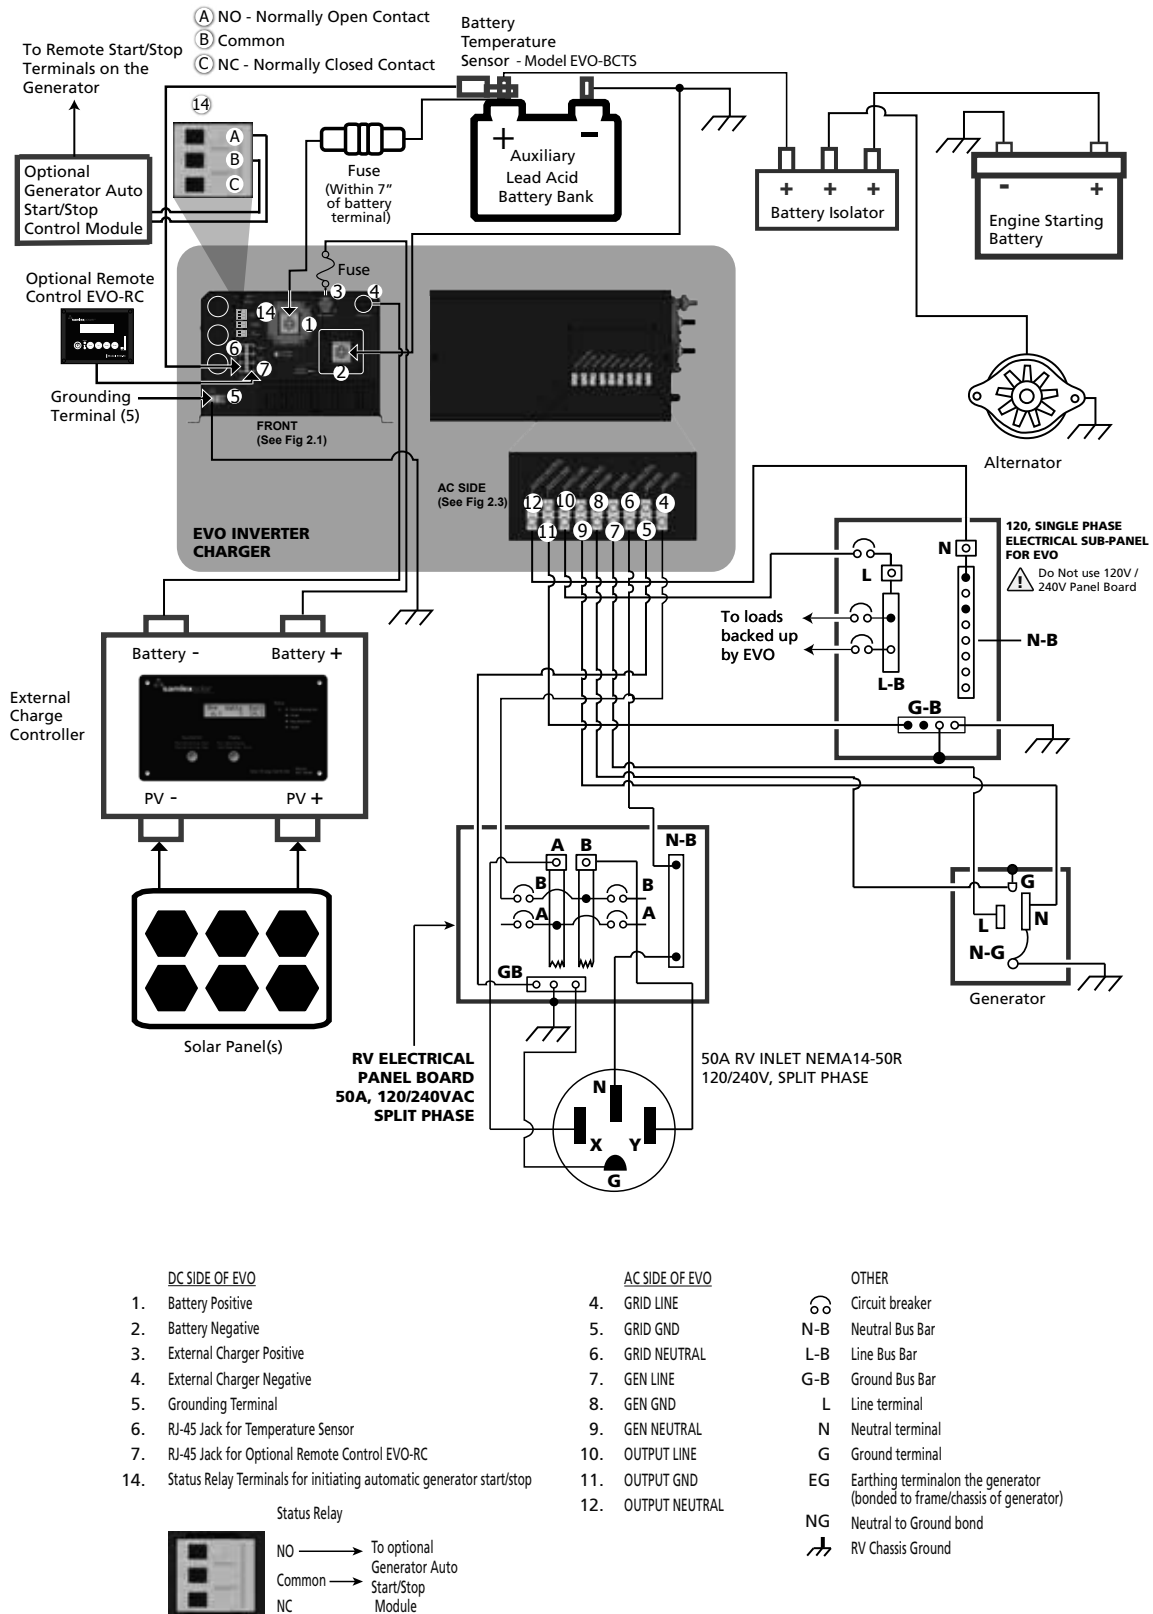 A NO - Normally Open Contact
B Common
C NC - Normally Closed Contact
To Remote Start/Stop
Terminals on the
Generator
14
A
B
C
Optional
Generator Auto
Start/Stop
Control Module
Battery
Temperature
Sensor - Model EVO-BCTS
Fuse
(Within 7"
of battery
terminal)
+ -
Auxiliary
Lead Acid
Battery Bank
+ + +
Battery Isolator
- +
Engine Starting
Battery
Optional Remote
Control EVO-RC
Grounding
Terminal (5)
Fuse
3
4
14
1
6
7
2
5
FRONT
(See Fig 2.1)
AC SIDE
(See Fig 2.3)
12 10 8 6 4
11 9 7 5
EVO INVERTER
CHARGER
Alternator
120, SINGLE PHASE
ELECTRICAL SUB-PANEL
FOR EVO
! Do Not use 120V /
240V Panel Board
N
L
To loads
backed up
by EVO
N-B
L-B
G-B
Battery - Battery +
External
Charge
Controller
samlexsolar
PV - PV +
Solar Panel(s)
A B N-B
B B
A A
GB
RV ELECTRICAL
PANEL BOARD
50A, 120/240VAC
SPLIT PHASE
50A RV INLET NEMA14-50R
120/240V, SPLIT PHASE
N
X Y
G
G
L N
N-G
Generator
DC SIDE OF EVO
1. Battery Positive
2. Battery Negative
3. External Charger Positive
4. External Charger Negative
5. Grounding Terminal
6. RJ-45 Jack for Temperature Sensor
7. RJ-45 Jack for Optional Remote Control EVO-RC
14. Status Relay Terminals for initiating automatic generator start/stop
Status Relay
NO To optional
Generator Auto
Common Start/Stop
NC Module
AC SIDE OF EVO
4. GRID LINE
5. GRID GND
6. GRID NEUTRAL
7. GEN LINE
8. GEN GND
9. GEN NEUTRAL
10. OUTPUT LINE
11. OUTPUT GND
12. OUTPUT NEUTRAL
OTHER
Circuit breaker
N-B Neutral Bus Bar
L-B Line Bus Bar
G-B Ground Bus Bar
L Line terminal
N Neutral terminal
G Ground terminal
EG Earthing terminalon the generator
(bonded to frame/chassis of generator)
NG Neutral to Ground bond
RV Chassis Ground